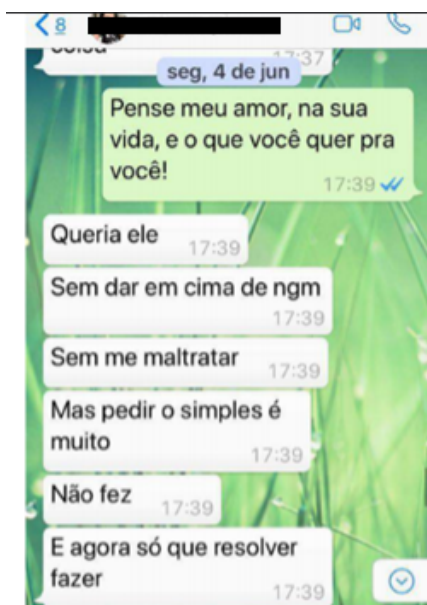 8
17:37
seg, 4 de jun
Pense meu amor, na sua
vida, e o que você quer pra
você!
17:39
Queria ele
17:39
Sem dar em cima de ngm
17:39
Sem me maltratar
17:39
Mas pedir o simples é
muito
17:39
Não fez
17:39
E agora só que resolver
fazer
17:39